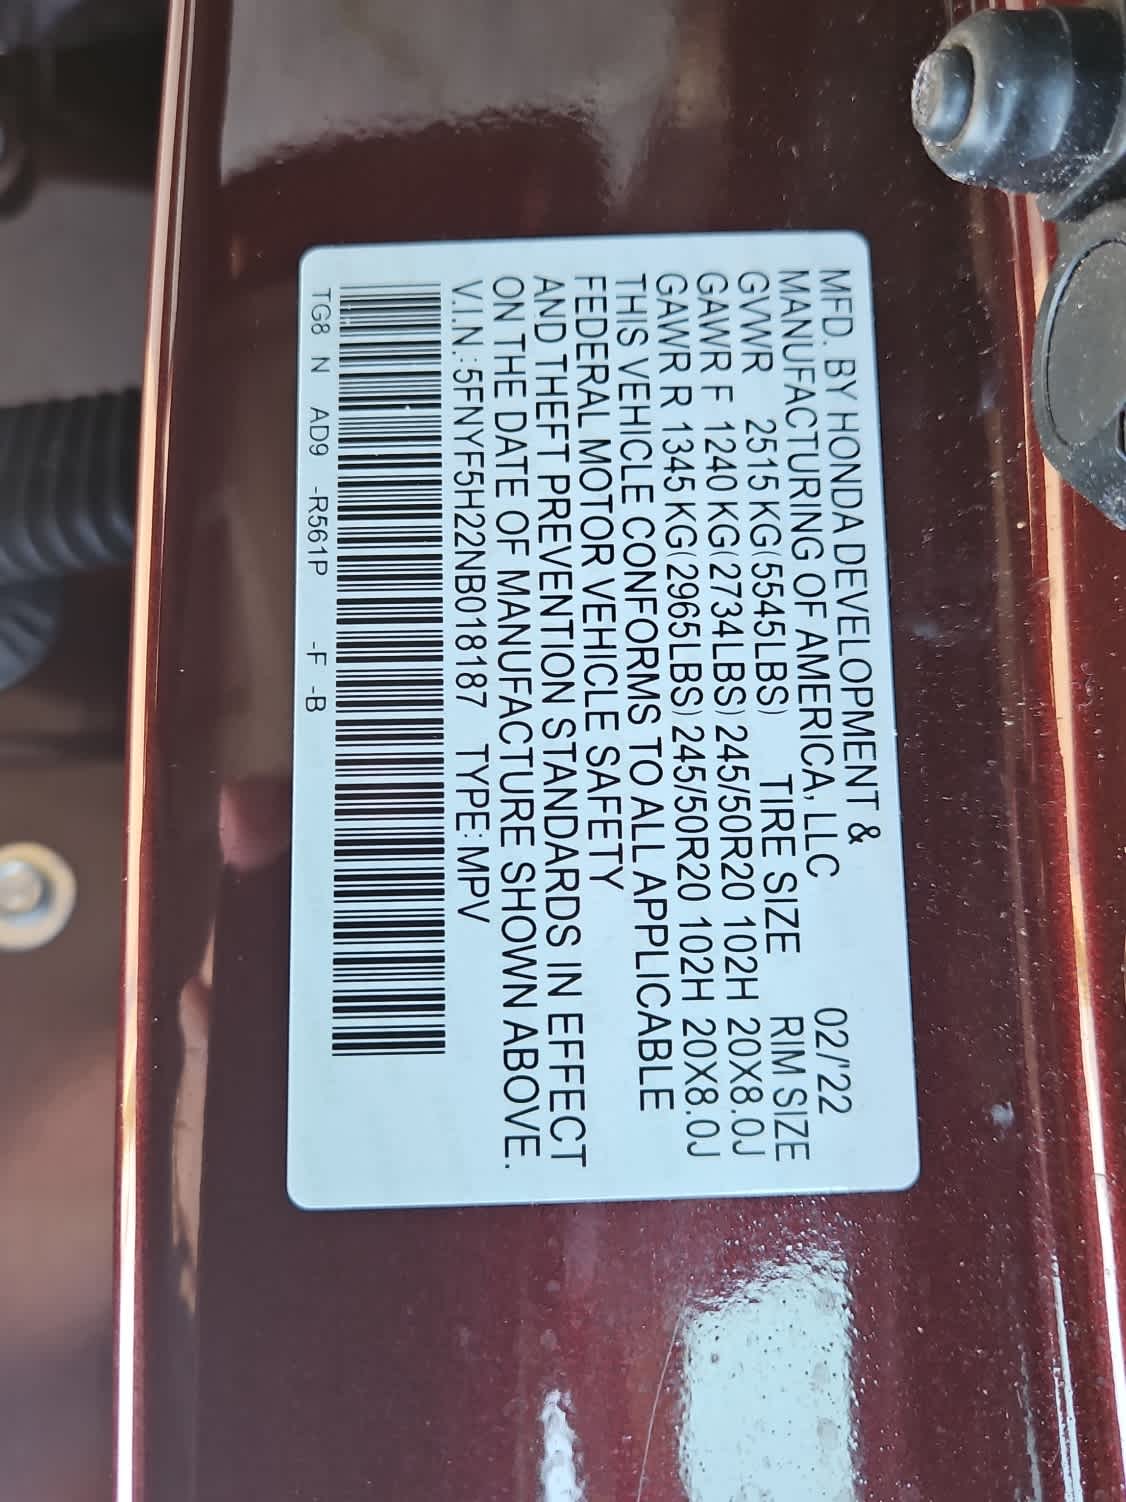 MFD. BY HONDA DEVELOPMENT &
MANUFACTURING OF AMERICA, LLC 02/'22
GVWR 2515 KG(5545LBS) TIRE SIZE RIM SIZE
GAWR F 1240 KG(2734LBS) 245/50R20 102H 20X8.0J
GAWR R 1345 KG(2965LBS) 245/50R20 102H 20X8.0J
THIS VEHICLE CONFORMS TO ALL APPLICABLE
FEDERAL MOTOR VEHICLE SAFETY
AND THEFT PREVENTION STANDARDS IN EFFECT
ON THE DATE OF MANUFACTURE SHOWN ABOVE.
V.I.N.:5FNYF5H22NB018187 TYPE:MPV
TG8 N AD9 -R561P -F -B